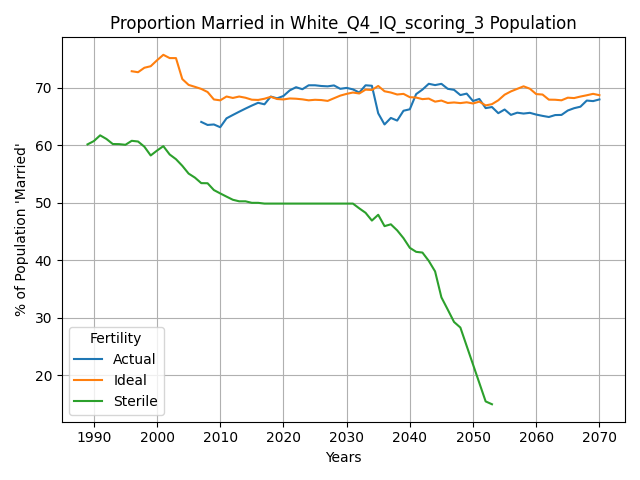 Proportion Married in White_Q4_IQ_scoring_3 Population
% of Population 'Married'
70
60
50
40
30
20
Fertility
Actual
Ideal
Sterile
1990 2000 2010 2020 2030 2040 2050 2060 2070
Years